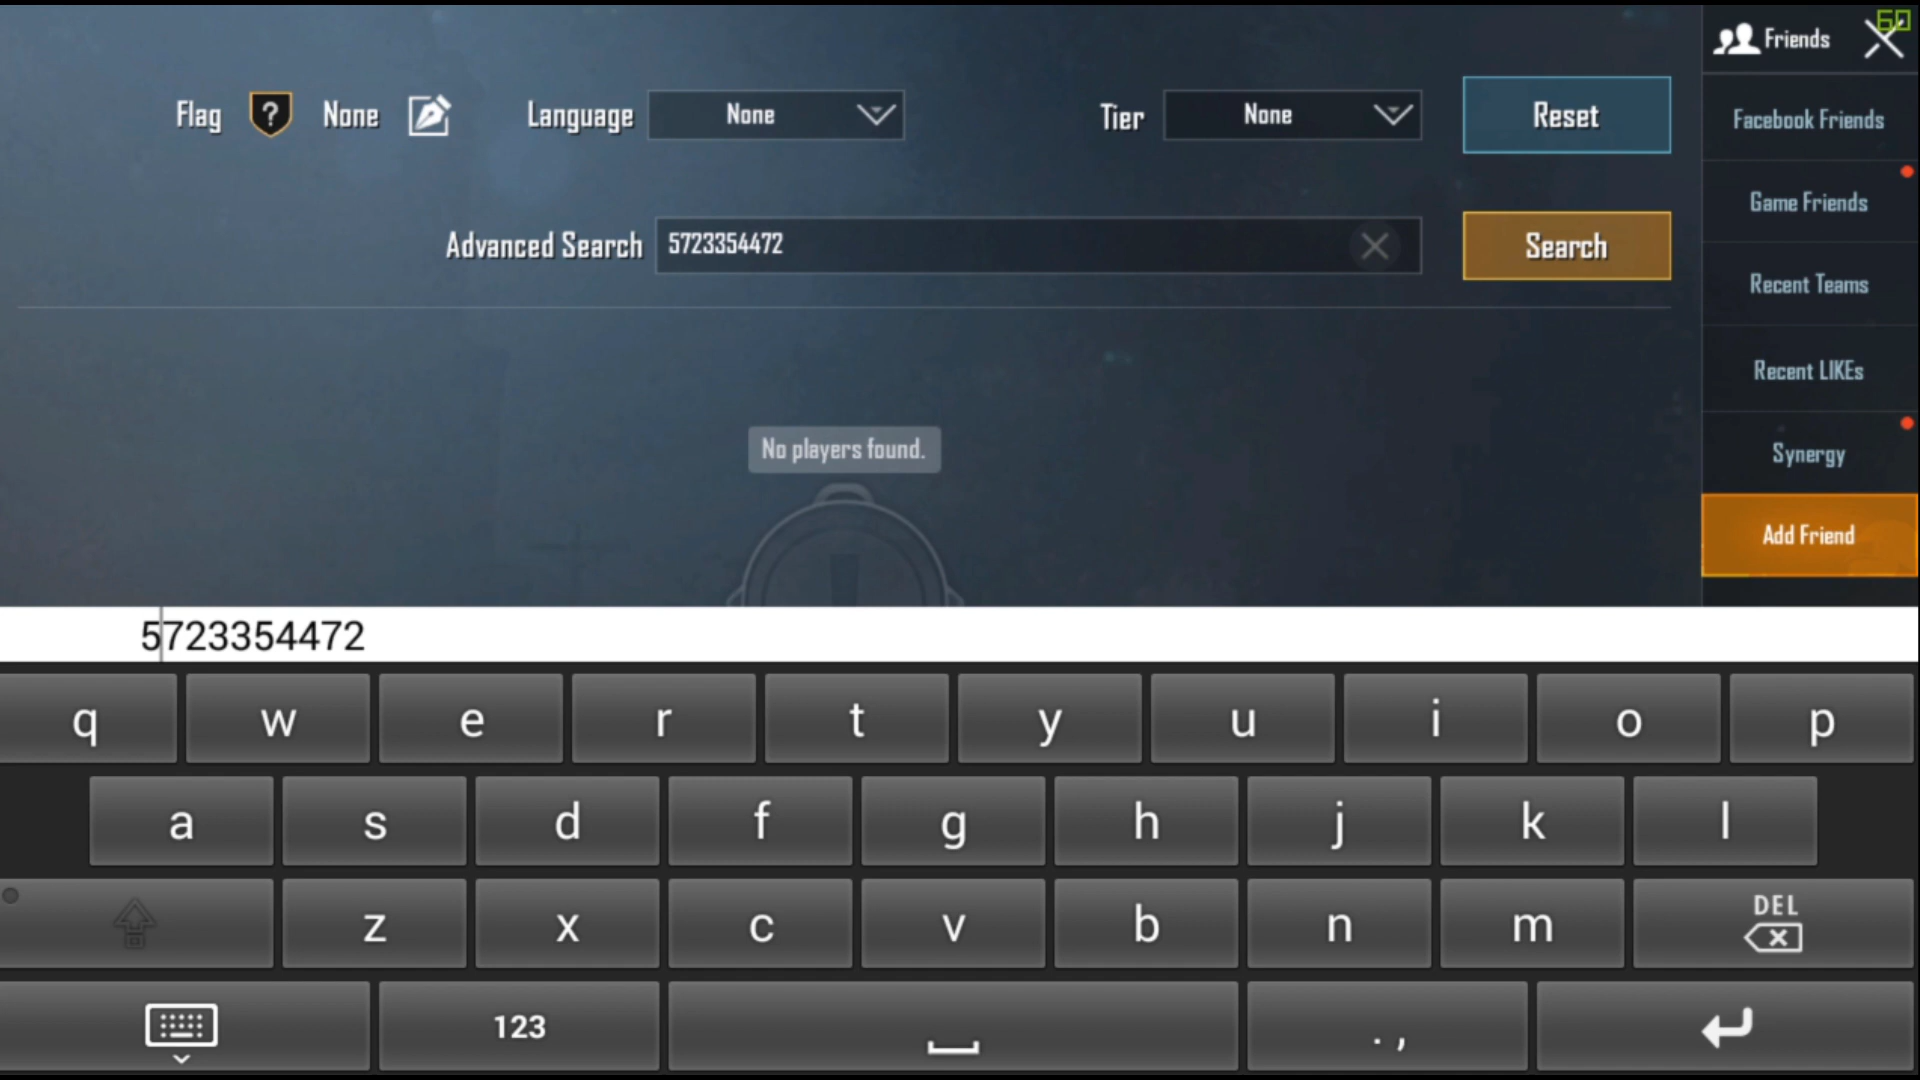 60
Friends
Flag ? None Language None Tier None Reset
Facebook Friends
Game Friends
Advanced Search 5723354472 Search
Recent Teams
Recent LIKEs
No players found.
Synergy
Add Friend
5723354472
q w e r t y u i o p
a s d f g h j k l
z x c v b n m DEL
123 . ,